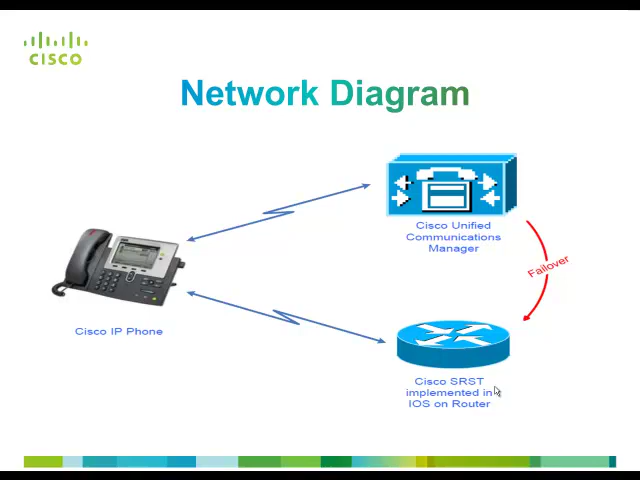 CISCO
Network Diagram
Cisco Unified
Communications
Manager
Failover
Cisco IP Phone
Cisco SRST
implemented in
IOS on Router